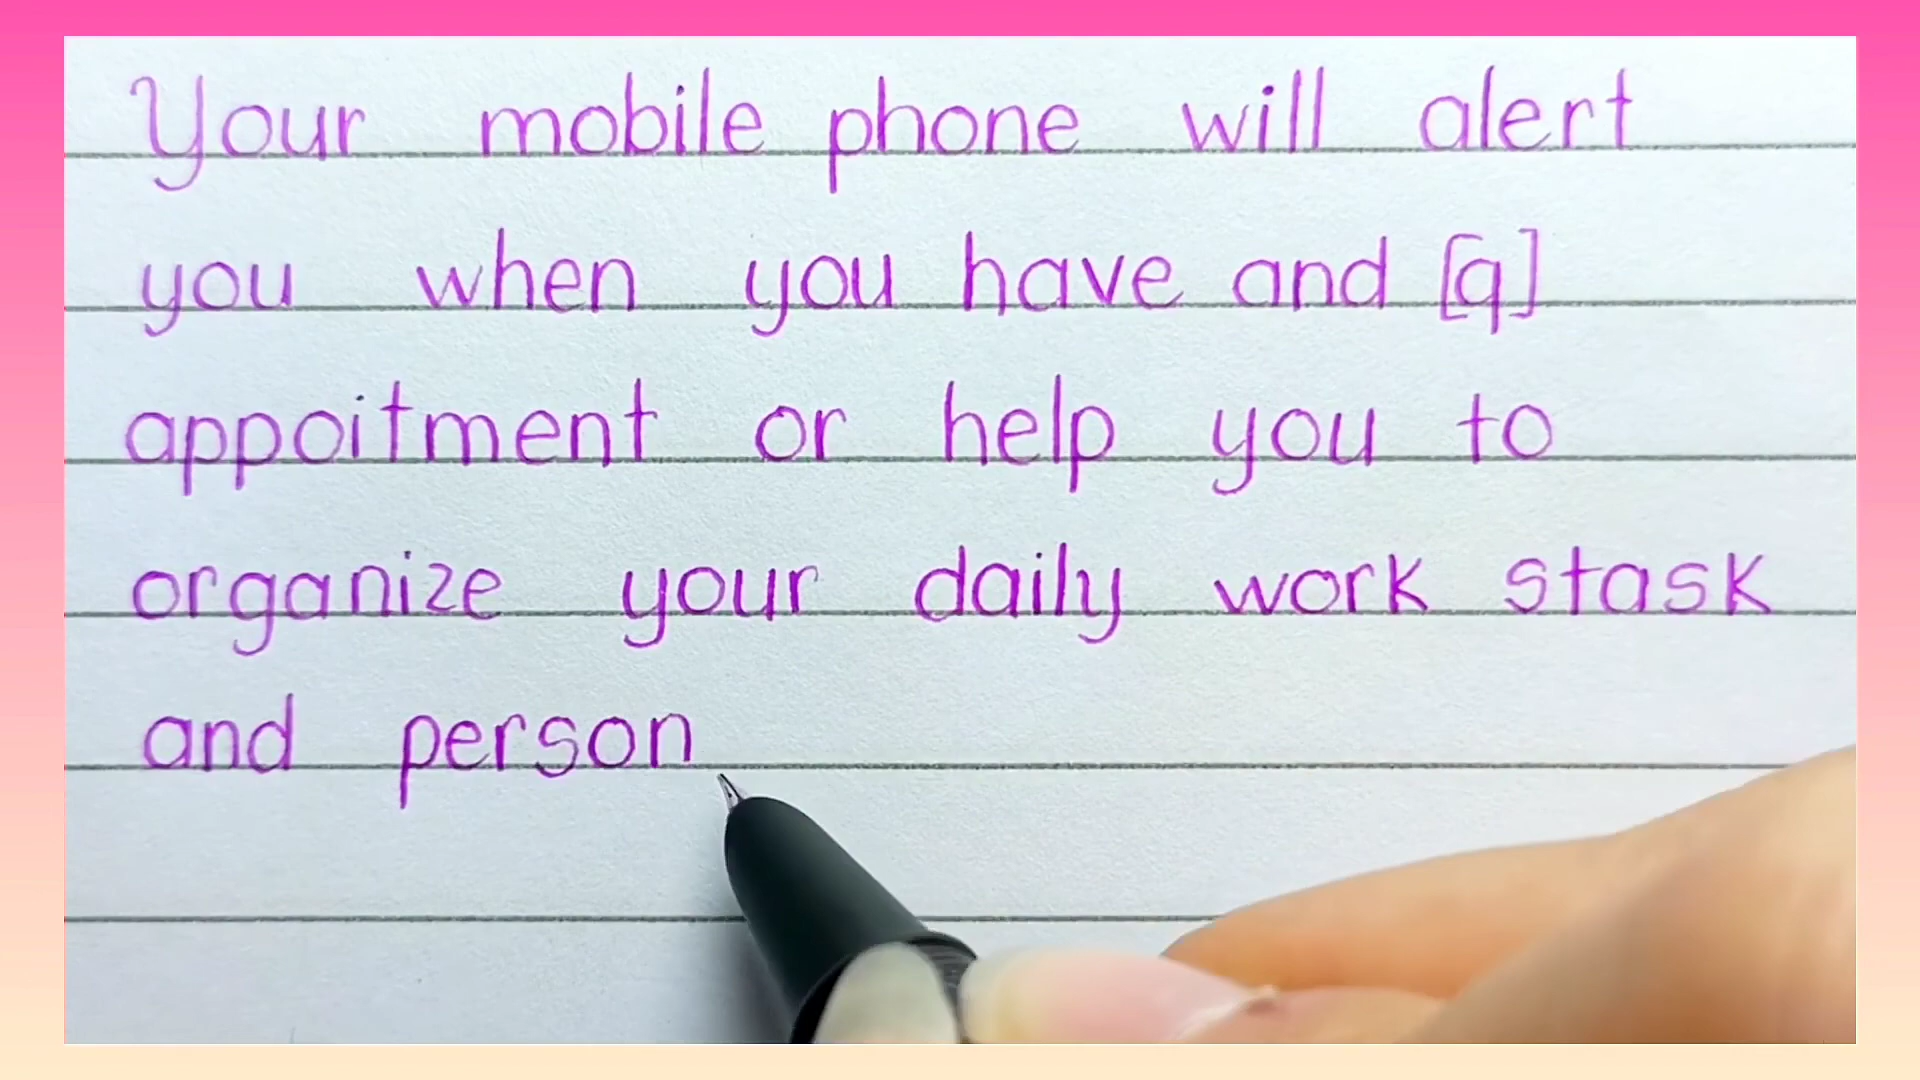 Your mobile phone will alert
you when you have and [q]
appoitment or help you to
organize your daily work stask
and person